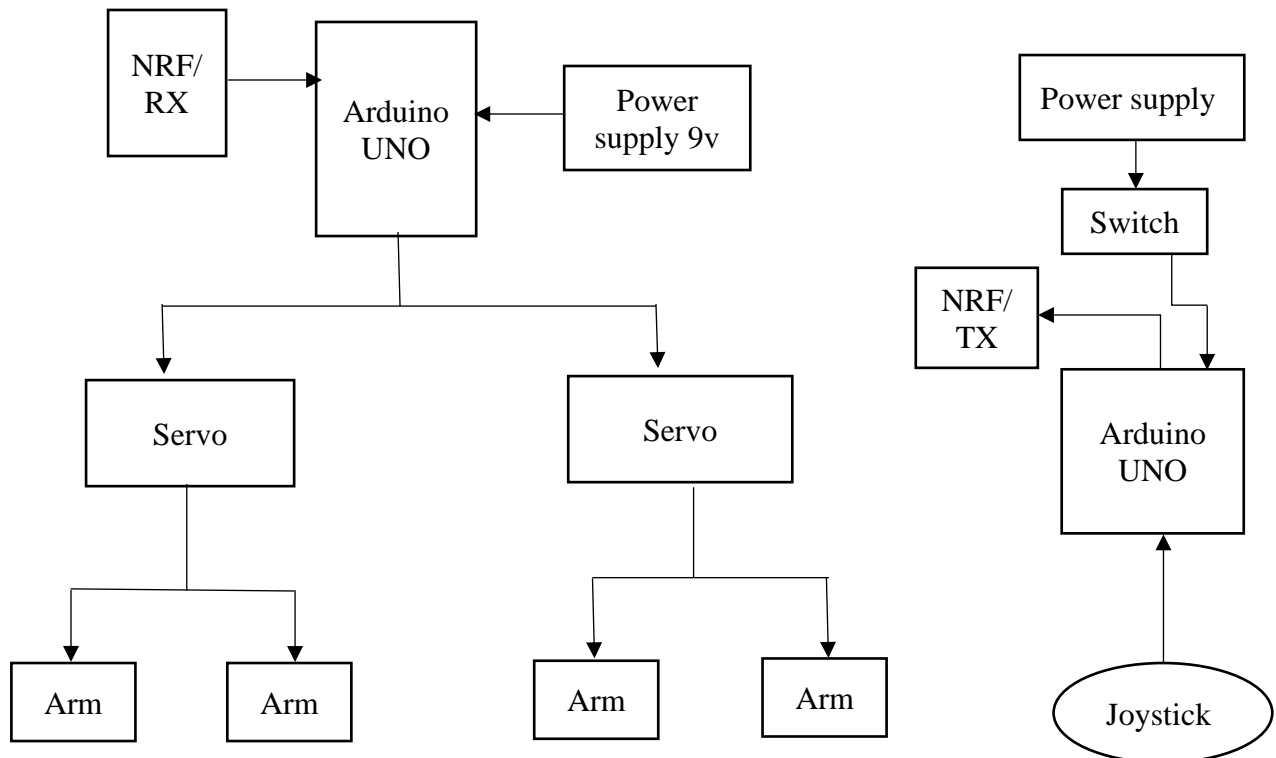 NRF/
RX
Arduino
UNO
Power
supply 9v
Servo
Servo
Arm
Arm
Arm
Arm
Power supply
Switch
NRF/
TX
Arduino
UNO
Joystick